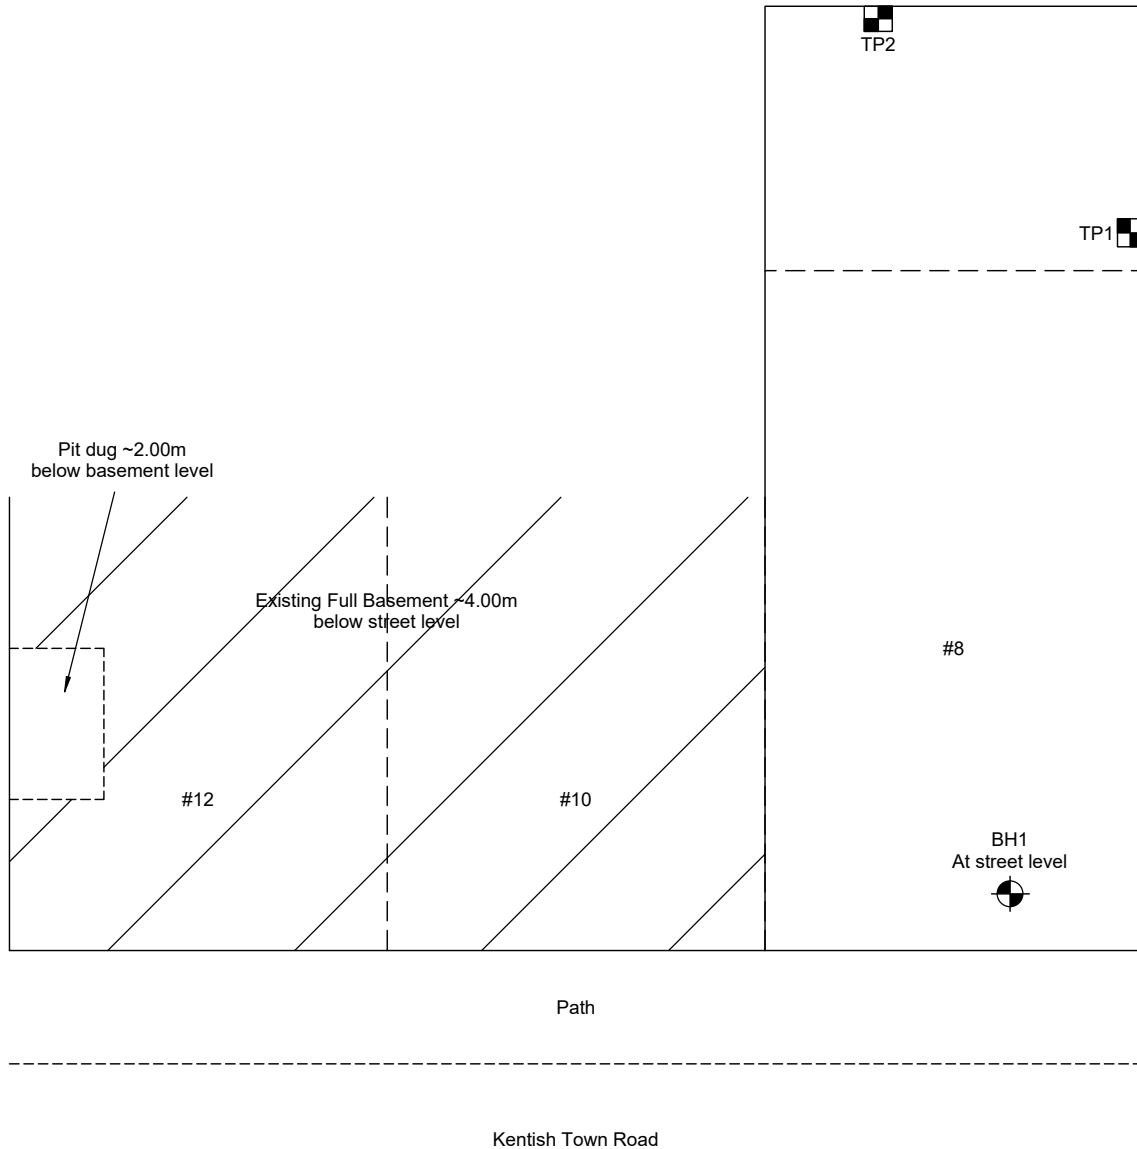 TP2
TP1
Pit dug ~2.00m
below basement level
Existing Full Basement ~4.00m
below street level
#8
#12
#10
BH1
At street level
Path
Kentish Town Road